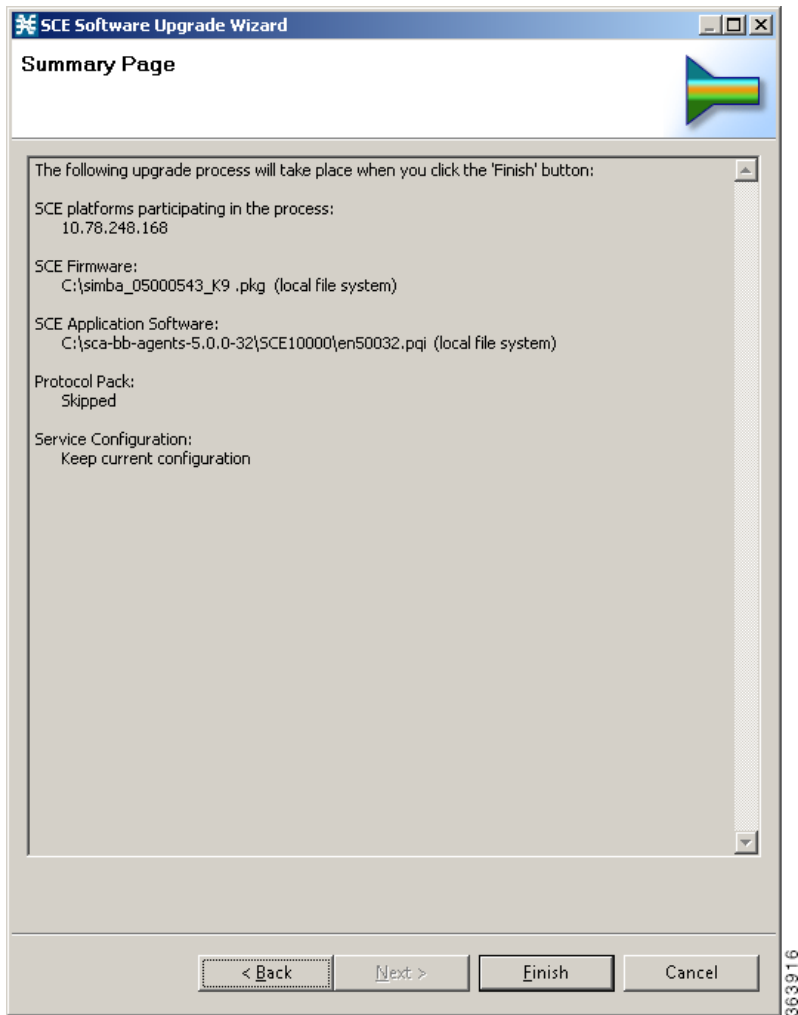 SCE Software Upgrade Wizard
Summary Page
The following upgrade process will take place when you click the 'Finish' button:
SCE platforms participating in the process:
10.78.248.168
SCE Firmware:
C:\simba_05000543_K9 .pkg (local file system)
SCE Application Software:
C:\sca-bb-agents-5.0.0-32\SCE10000\en50032.pqi (local file system)
Protocol Pack:
Skipped
Service Configuration:
Keep current configuration
< Back
Next >
Finish
Cancel
363916